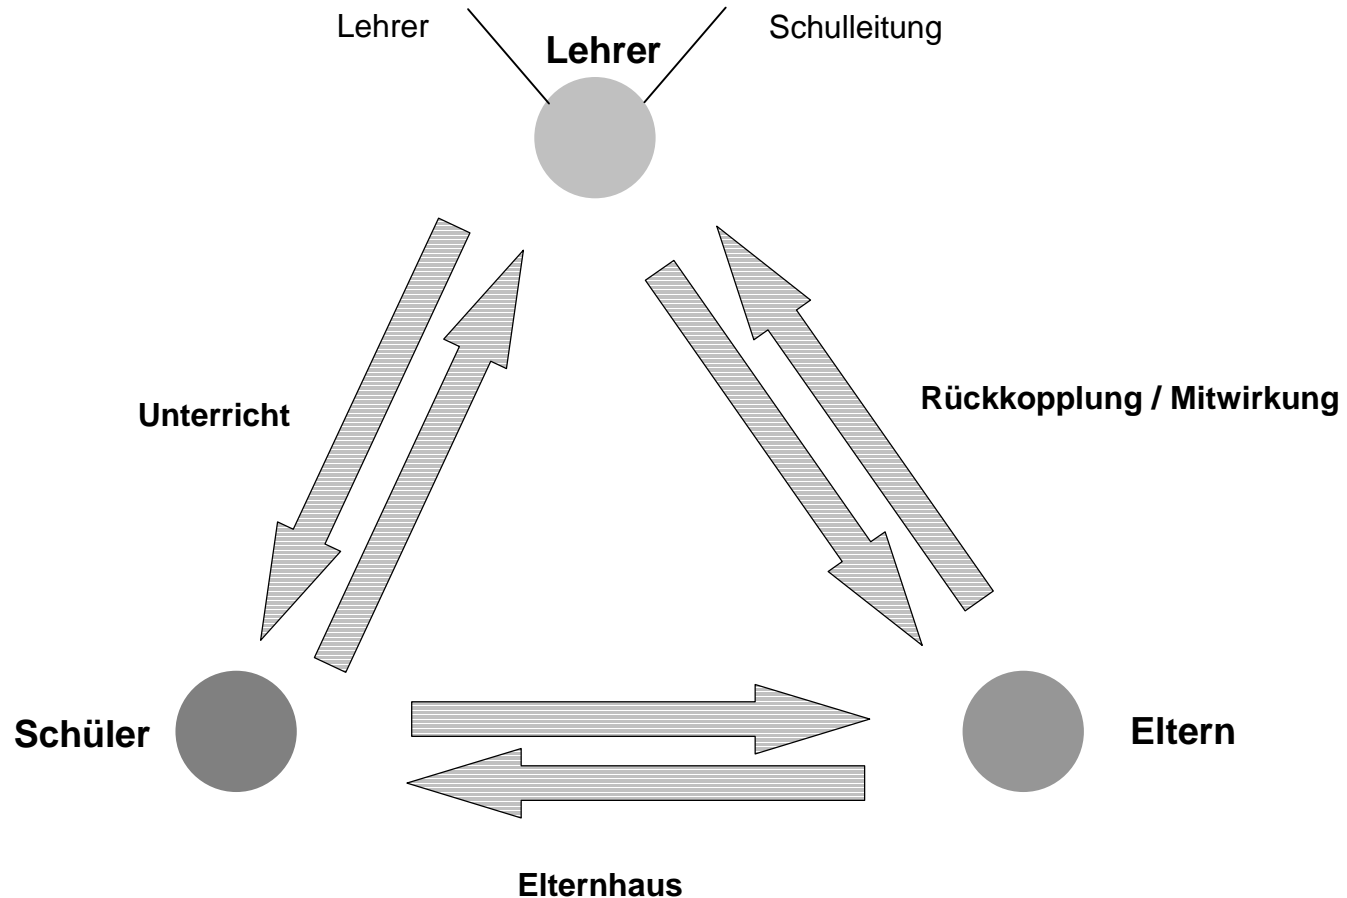 Lehrer
Schulleitung
Lehrer
Unterricht
Rückkopplung / Mitwirkung
Schüler
Eltern
Elternhaus